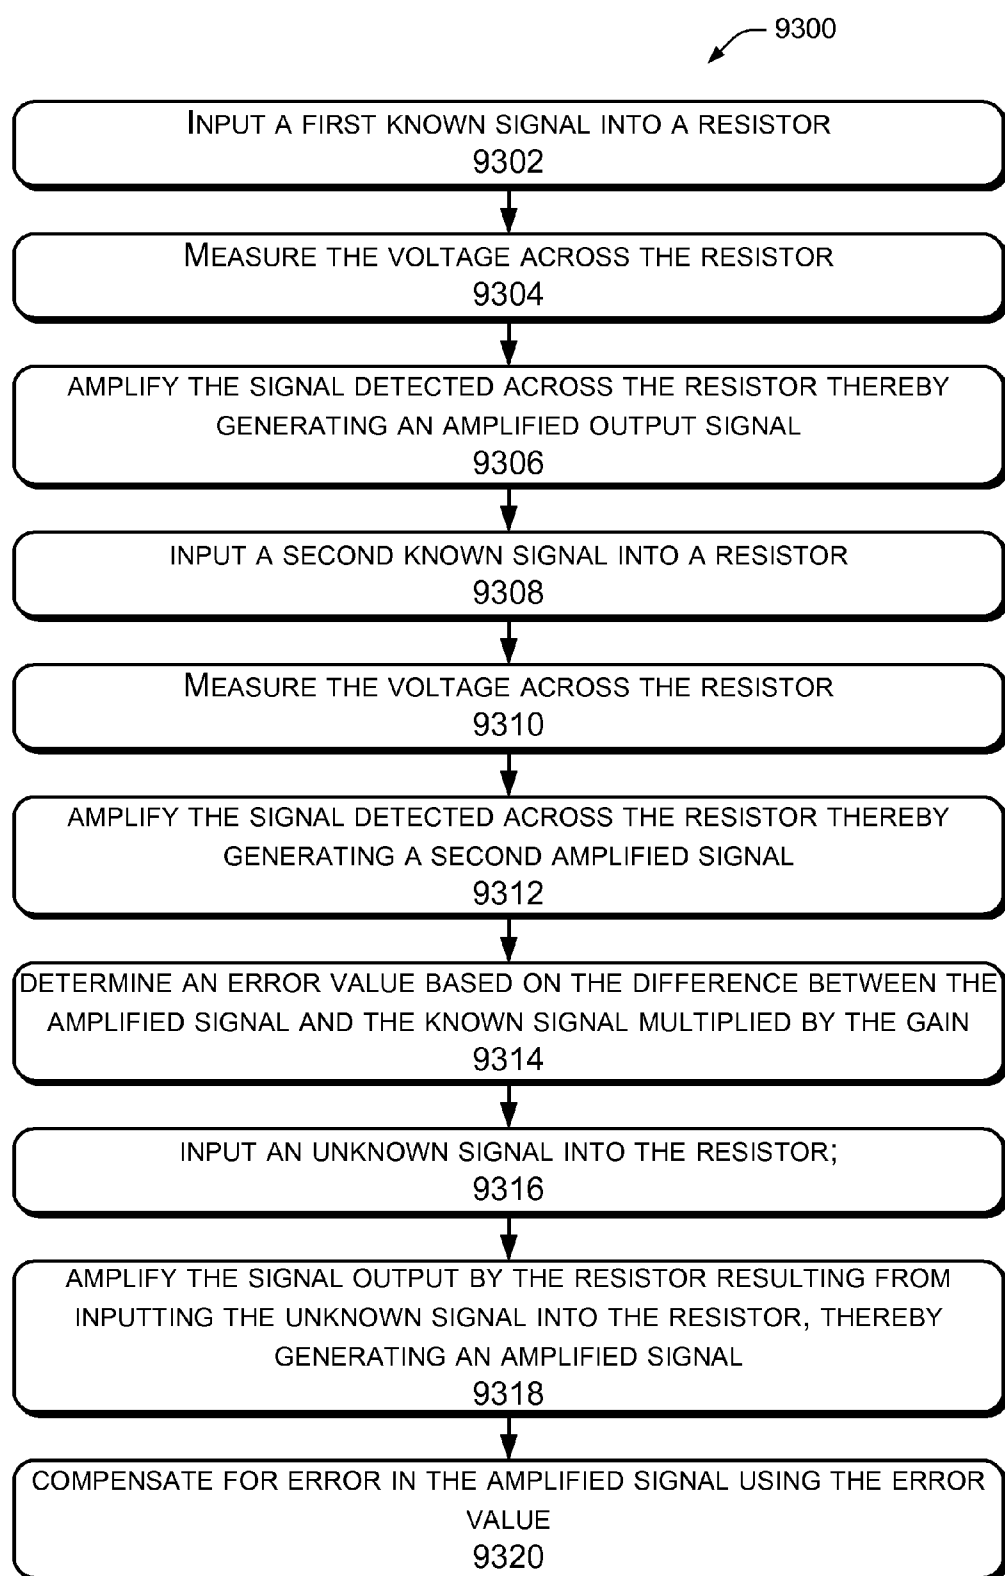 9300
INPUT A FIRST KNOWN SIGNAL INTO A RESISTOR
9302
MEASURE THE VOLTAGE ACROSS THE RESISTOR
9304
AMPLIFY THE SIGNAL DETECTED ACROSS THE RESISTOR THEREBY
GENERATING AN AMPLIFIED OUTPUT SIGNAL
9306
INPUT A SECOND KNOWN SIGNAL INTO A RESISTOR
9308
MEASURE THE VOLTAGE ACROSS THE RESISTOR
9310
AMPLIFY THE SIGNAL DETECTED ACROSS THE RESISTOR THEREBY
GENERATING A SECOND AMPLIFIED SIGNAL
9312
DETERMINE AN ERROR VALUE BASED ON THE DIFFERENCE BETWEEN THE
AMPLIFIED SIGNAL AND THE KNOWN SIGNAL MULTIPLIED BY THE GAIN
9314
INPUT AN UNKNOWN SIGNAL INTO THE RESISTOR;
9316
AMPLIFY THE SIGNAL OUTPUT BY THE RESISTOR RESULTING FROM
INPUTTING THE UNKNOWN SIGNAL INTO THE RESISTOR, THEREBY
GENERATING AN AMPLIFIED SIGNAL
9318
COMPENSATE FOR ERROR IN THE AMPLIFIED SIGNAL USING THE ERROR
VALUE
9320